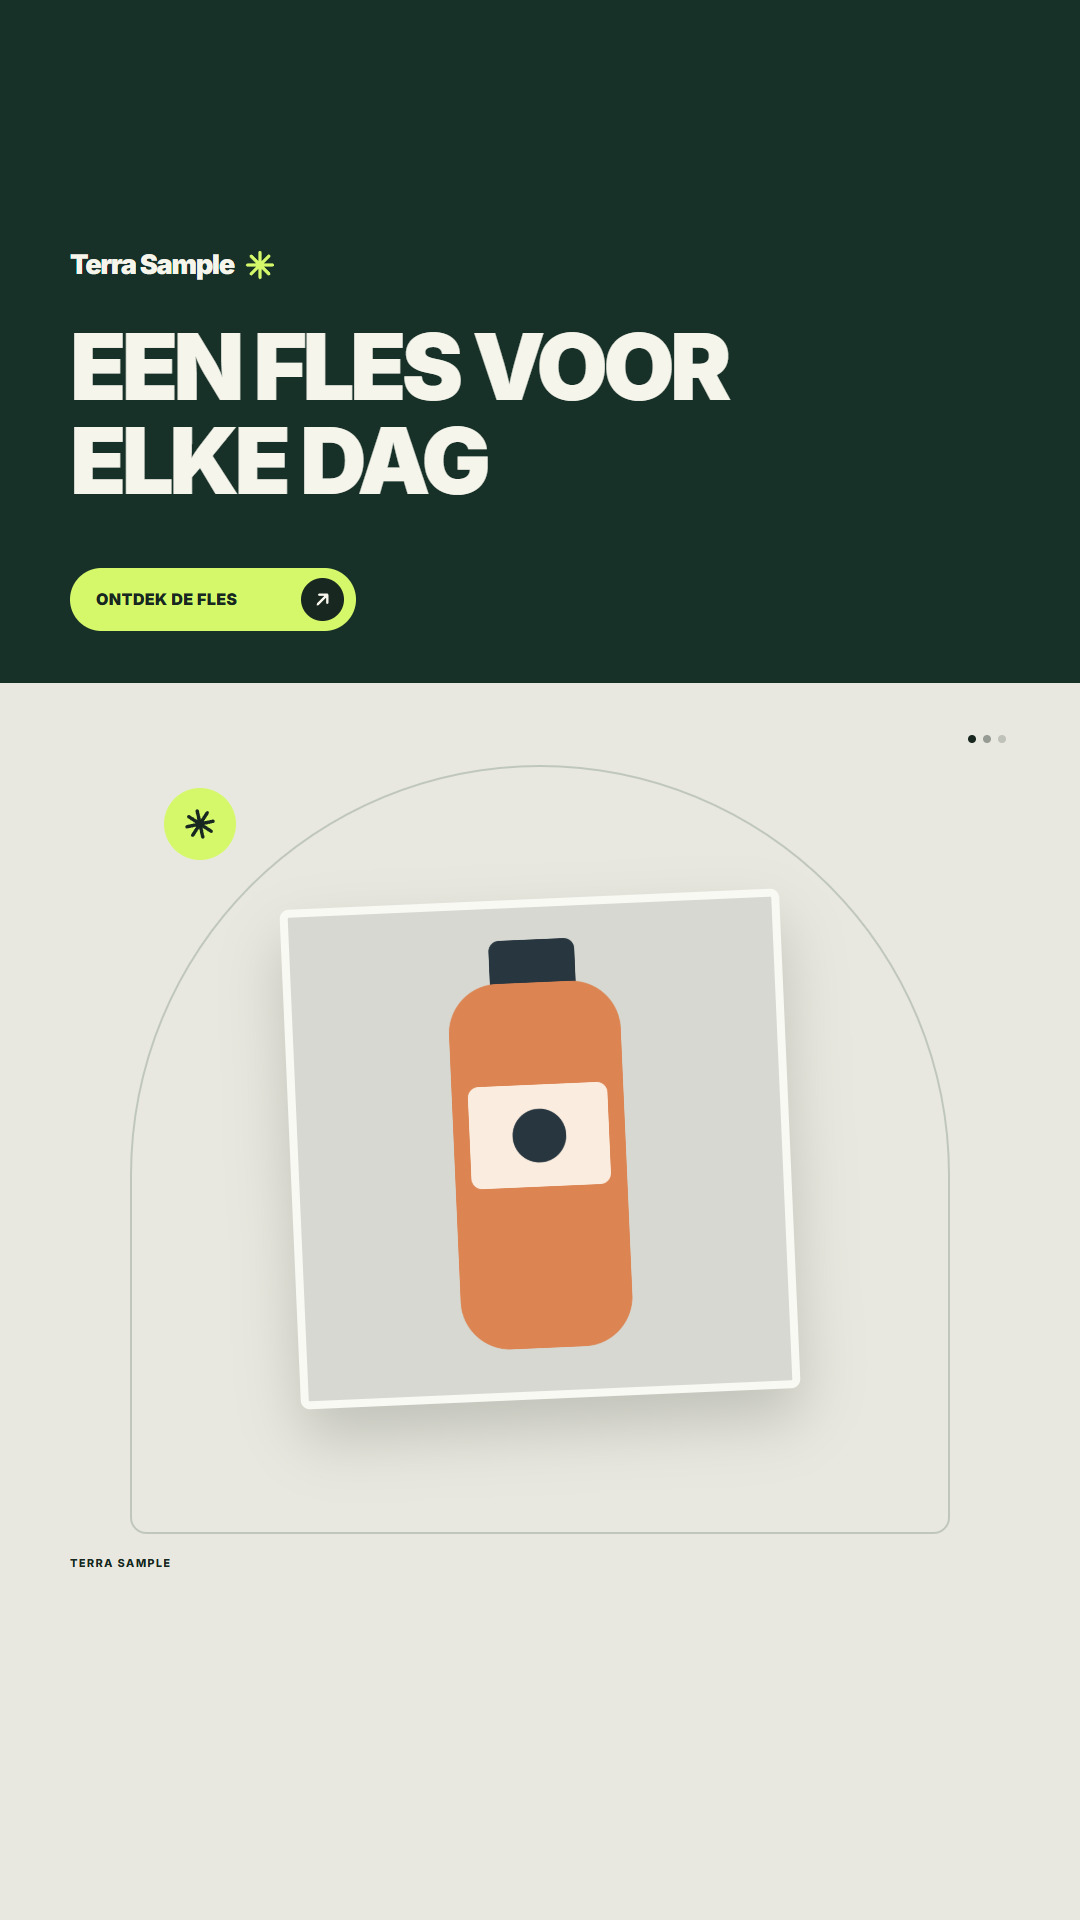 Terra Sample
EEN FLES VOOR
ELKE DAG
ONTDEK DE FLES
TERRA SAMPLE